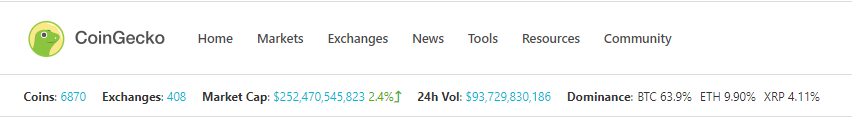 CoinGecko Home Markets Exchanges News Tools Resources Community
Coins: 6870 Exchanges: 408 Market Cap: $252,470,545,823 2.4% 24h Vol: $93,729,830,186 Dominance: BTC 63.9% ETH 9.90% XRP 4.11%